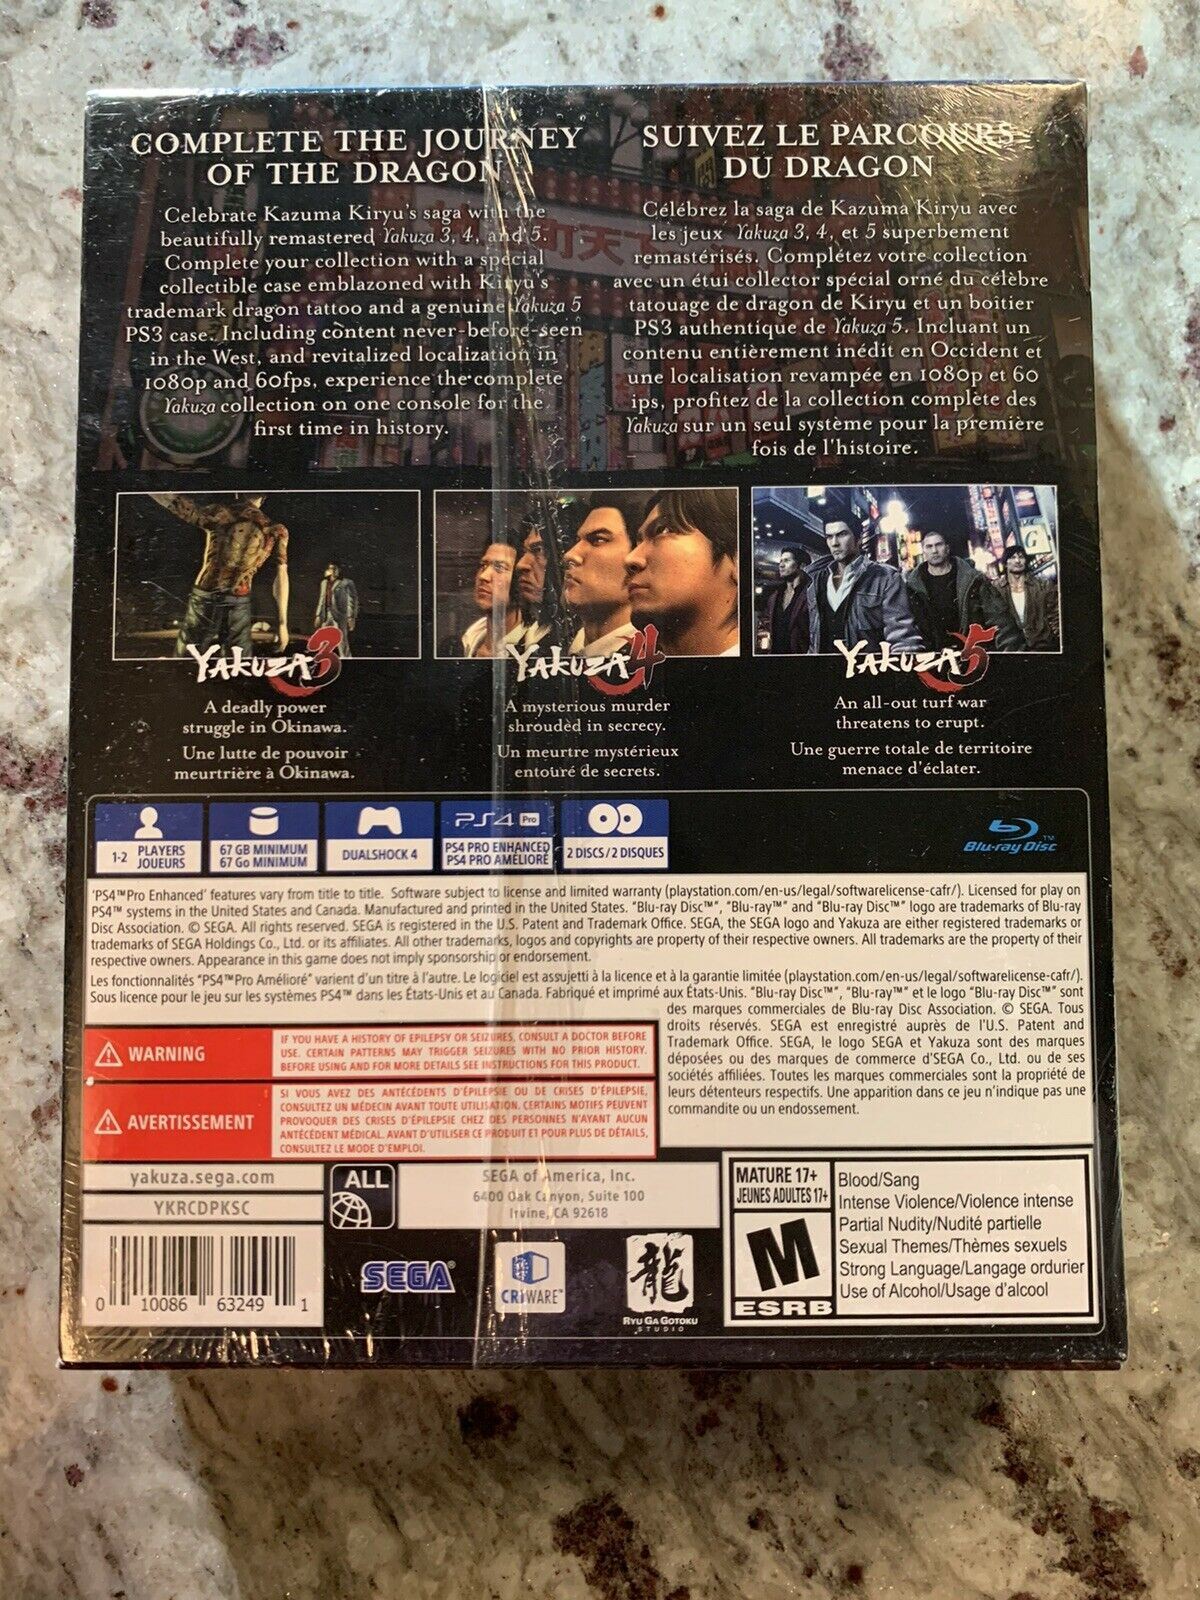 COMPLETE THE JOURNEY
OF THE DRAGON
Celebrate Kazuma Kiryu's saga with the
beautifully remastered Yakuza 3, 4, and 5.
Complete your collection with a special
collectible case emblazoned with Kiryu's
trademark dragon tattoo and a genuine Yakuza 5
PS3 case. Including content never-before-seen
in the West, and revitalized localization in
1080p and 60fps, experience the complete
Yakuza collection on one console for the
first time in history.
SUIVEZ LE PARCOURS
DU DRAGON
Célébrez la saga de Kazuma Kiryu avec
les jeux Yakuza 3, 4, et 5 superbement
remastérisés. Complétez votre collection
avec un étui collector spécial orné du célèbre
tatouage de dragon de Kiryu et un boîtier
PS3 authentique de Yakuza 5. Incluant un
contenu entièrement inédit en Occident et
une localisation revampée en 1080p et 60
ips, profitez de la collection complète des
Yakuza sur un seul système pour la première
fois de l'histoire.
YAKUZA 3
A deadly power
struggle in Okinawa.
Une lutte de pouvoir
meurtrière à Okinawa.
YAKUZA 4
A mysterious murder
shrouded in secrecy.
Un meurtre mystérieux
entouré de secrets.
G
YAKUZA 5
An all-out turf war
threatens to erupt.
Une guerre totale de territoire
menace d'éclater.
1-2 PLAYERS
JOUEURS
67 GB MINIMUM
67 Go MINIMUM
DUALSHOCK 4
PS4 Pro
PS4 PRO ENHANCED
PS4 PRO AMÉLIORÉ
2 DISCS/2 DISQUES
Blu-ray Disc™
'PS4™Pro Enhanced' features vary from title to title. Software subject to license and limited warranty (playstation.com/en-us/legal/softwarelicense-cafr/). Licensed for play on
PS4™ systems in the United States and Canada. Manufactured and printed in the United States. "Blu-ray Disc™", "Blu-ray™" and "Blu-ray Disc™" logo are trademarks of Blu-ray
Disc Association. © SEGA. All rights reserved. SEGA is registered in the U.S. Patent and Trademark Office. SEGA, the SEGA logo and Yakuza are either registered trademarks or
trademarks of SEGA Holdings Co., Ltd. or its affiliates. All other trademarks, logos and copyrights are property of their respective owners. All trademarks are the property of their
respective owners. Appearance in this game does not imply sponsorship or endorsement.
Les fonctionnalités "PS4™Pro Amélioré" varient d'un titre à l'autre. Le logiciel est assujetti à la licence et à la garantie limitée (playstation.com/en-us/legal/softwarelicense-cafr/).
Sous licence pour le jeu sur les systèmes PS4™ dans les États-Unis et au Canada. Fabriqué et imprimé aux États-Unis. "Blu-ray Disc™", "Blu-ray™" et le logo "Blu-ray Disc™" sont
des marques commerciales de Blu-ray Disc Association. © SEGA. Tous
droits réservés. SEGA est enregistré auprès de l'U.S. Patent and
Trademark Office. SEGA, le logo SEGA et Yakuza sont des marques
déposées ou des marques de commerce d'SEGA Co., Ltd. ou de ses
sociétés affiliées. Toutes les marques commerciales sont la propriété de
leurs détenteurs respectifs. Une apparition dans ce jeu n'indique pas une
commandite ou un endossement.
WARNING
IF YOU HAVE A HISTORY OF EPILEPSY OR SEIZURES, CONSULT A DOCTOR BEFORE
USE. CERTAIN PATTERNS MAY TRIGGER SEIZURES WITH NO PRIOR HISTORY.
BEFORE USING AND FOR MORE DETAILS SEE INSTRUCTIONS FOR THIS PRODUCT.
AVERTISSEMENT
SI VOUS AVEZ DES ANTÉCÉDENTS D'ÉPILEPSIE OU DE CRISES D'ÉPILEPSIE,
CONSULTEZ UN MÉDECIN AVANT TOUTE UTILISATION. CERTAINS MOTIFS PEUVENT
PROVOQUER DES CRISES D'ÉPILEPSIE CHEZ DES PERSONNES N'AYANT AUCUN
ANTÉCÉDENT MÉDICAL. AVANT D'UTILISER CE PRODUIT ET POUR PLUS DE DÉTAILS,
CONSULTEZ LE MODE D'EMPLOI.
yakuza.sega.com
YKRCDPKSC
ALL
SEGA of America, Inc.
6400 Oak Canyon, Suite 100
Irvine, CA 92618
0 10086 63249 1
SEGA
CRIWARE™
龍
RYU GA GOTOKU
STUDIO
MATURE 17+
JEUNES ADULTES 17+
M
ESRB
Blood/Sang
Intense Violence/Violence intense
Partial Nudity/Nudité partielle
Sexual Themes/Thèmes sexuels
Strong Language/Langage ordurier
Use of Alcohol/Usage d'alcool